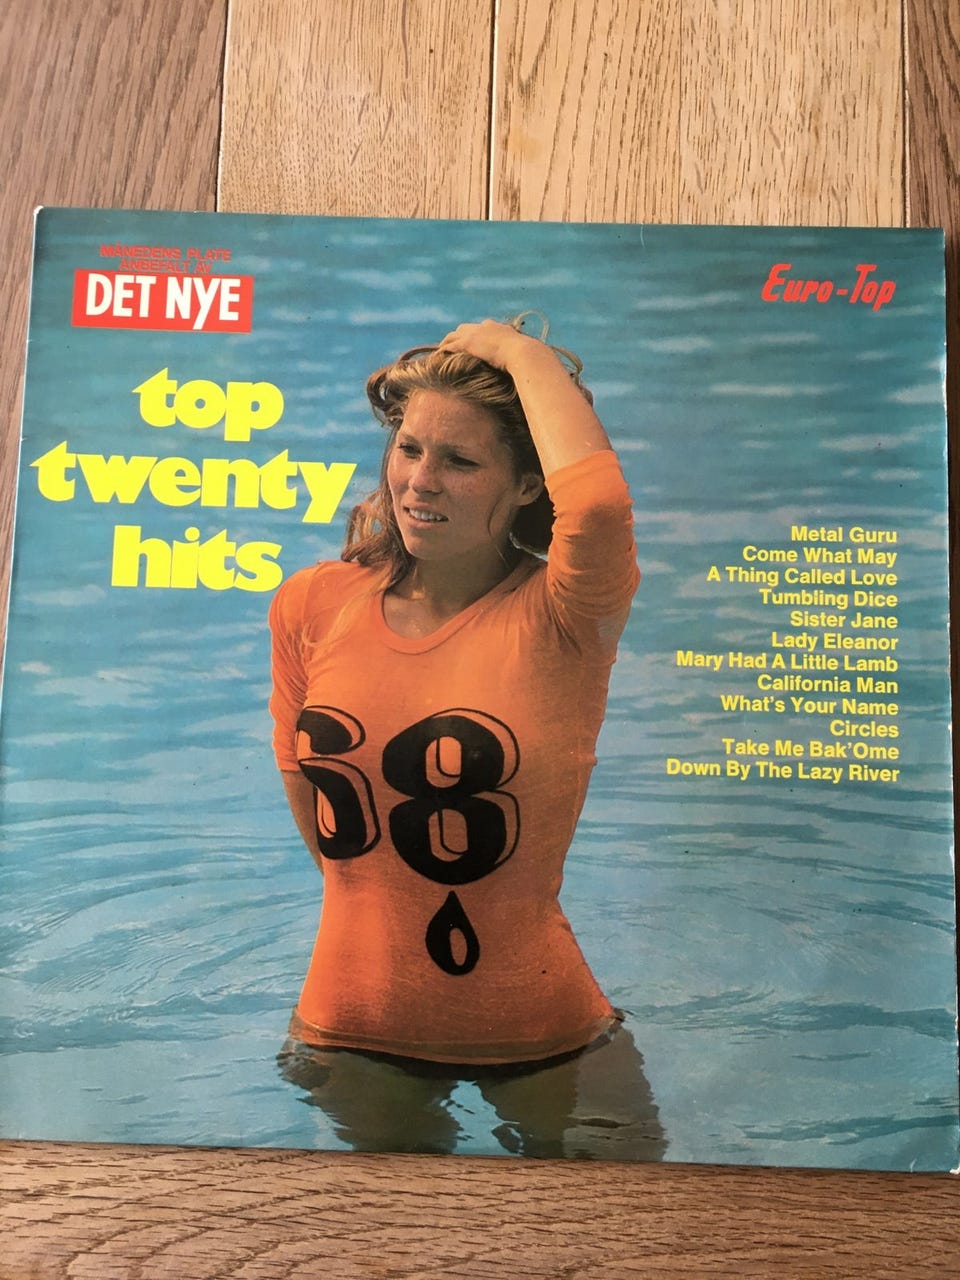 MÅNEDENS PLATE
ANBEFALT AV
DET NYE
Euro-Top
top
twenty
hits
Metal Guru
Come What May
A Thing Called Love
Tumbling Dice
Sister Jane
Lady Eleanor
Mary Had A Little Lamb
California Man
What's Your Name
Circles
Take Me Bak'Ome
Down By The Lazy River
68